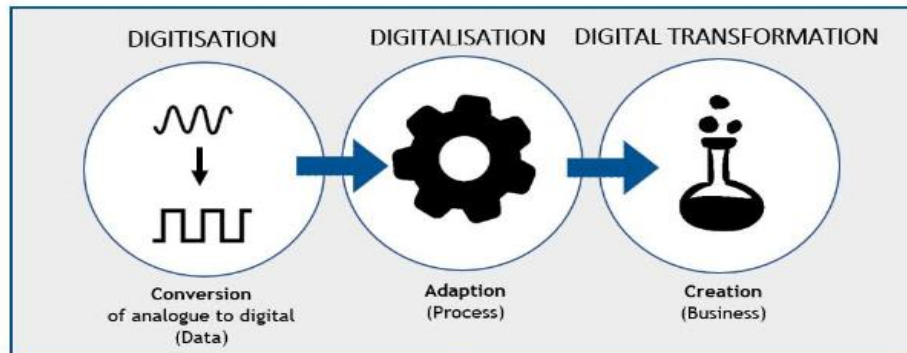 DIGITISATION
DIGITALISATION
DIGITAL TRANSFORMATION
Conversion
of analogue to digital
(Data)
Adaption
(Process)
Creation
(Business)